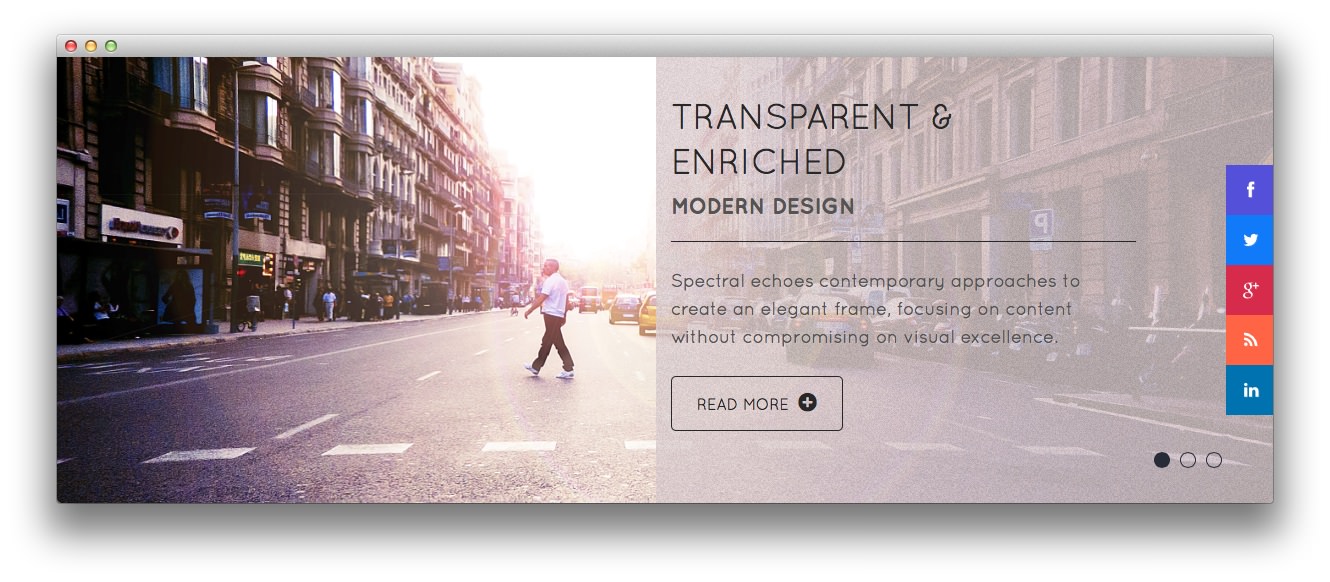 TRANSPARENT &
ENRICHED
MODERN DESIGN
Spectral echoes contemporary approaches to
create an elegant frame, focusing on content
without compromising on visual excellence.
READ MORE
f
g+
in
P